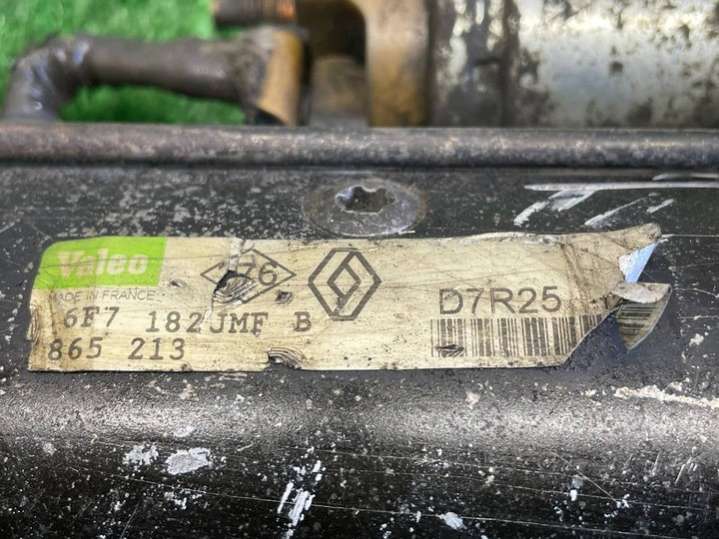 Valeo
MADE IN FRANCE
76
6F7 182JMF B
865 213
D7R25